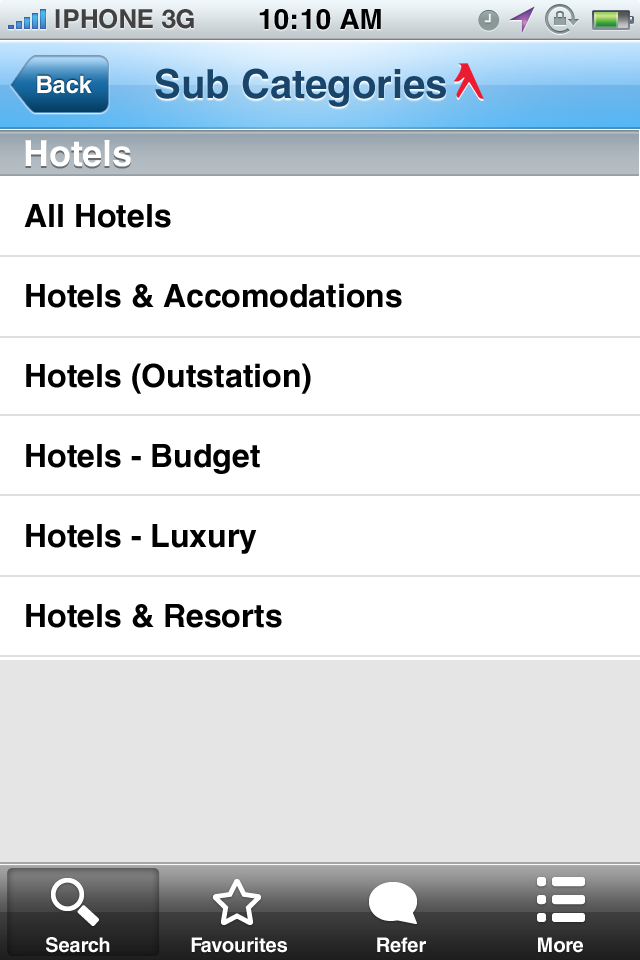 IPHONE 3G 10:10 AM
Back Sub Categories
Hotels
All Hotels
Hotels & Accomodations
Hotels (Outstation)
Hotels - Budget
Hotels - Luxury
Hotels & Resorts
Search Favourites Refer More